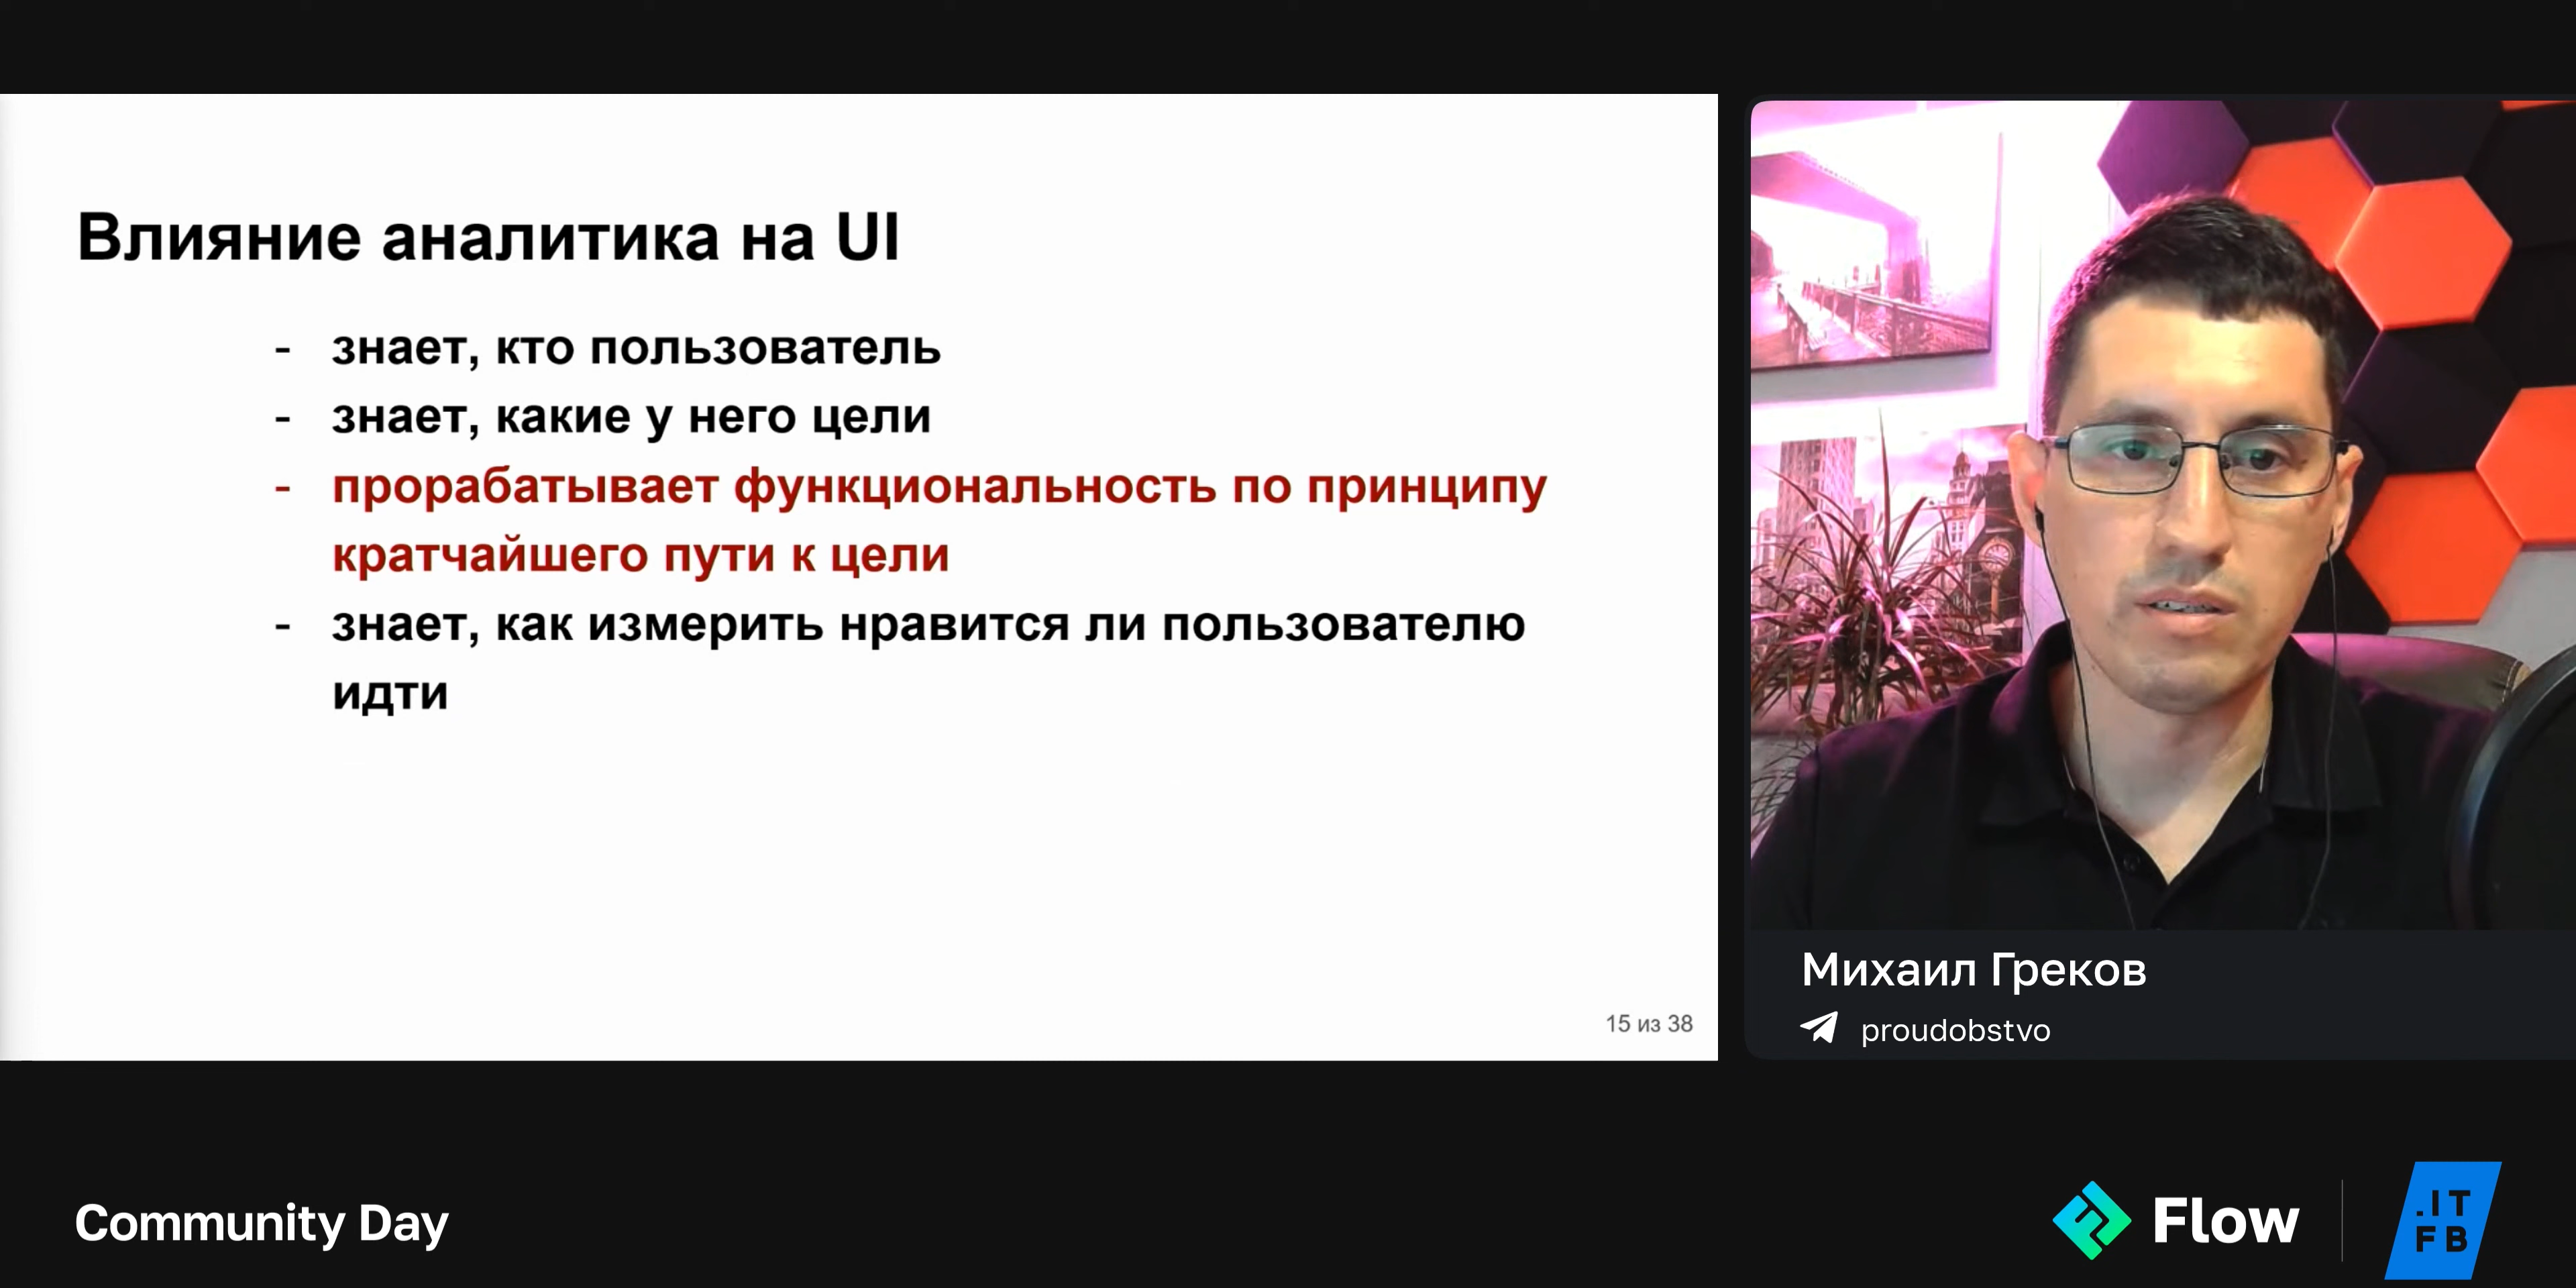 Влияние аналитика на UI
- знает, кто пользователь
- знает, какие у него цели
- прорабатывает функциональность по принципу
кратчайшего пути к цели
- знает, как измерить нравится ли пользователю
идти
15 из 38
Михаил Греков
proudobstvo
Community Day
Flow
.IT
FB